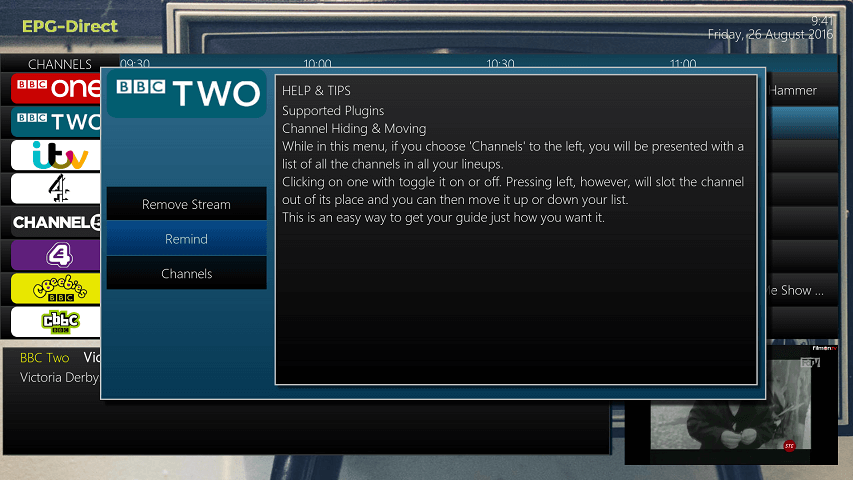 EPG-Direct
9:41
Friday, 26 August 2016
CHANNELS 09:30 10:00 10:30 11:00
BBC one
BBC TWO
itv
4
CHANNEL
4
CBeebies BBC
cbbc BBC
Hammer
Me Show ...
BBC TWO
Remove Stream
Remind
Channels
HELP & TIPS
Supported Plugins
Channel Hiding & Moving
While in this menu, if you choose 'Channels' to the left, you will be presented with a
list of all the channels in all your lineups.
Clicking on one with toggle it on or off. Pressing left, however, will slot the channel
out of its place and you can then move it up or down your list.
This is an easy way to get your guide just how you want it.
BBC Two Vic
Victoria Derby